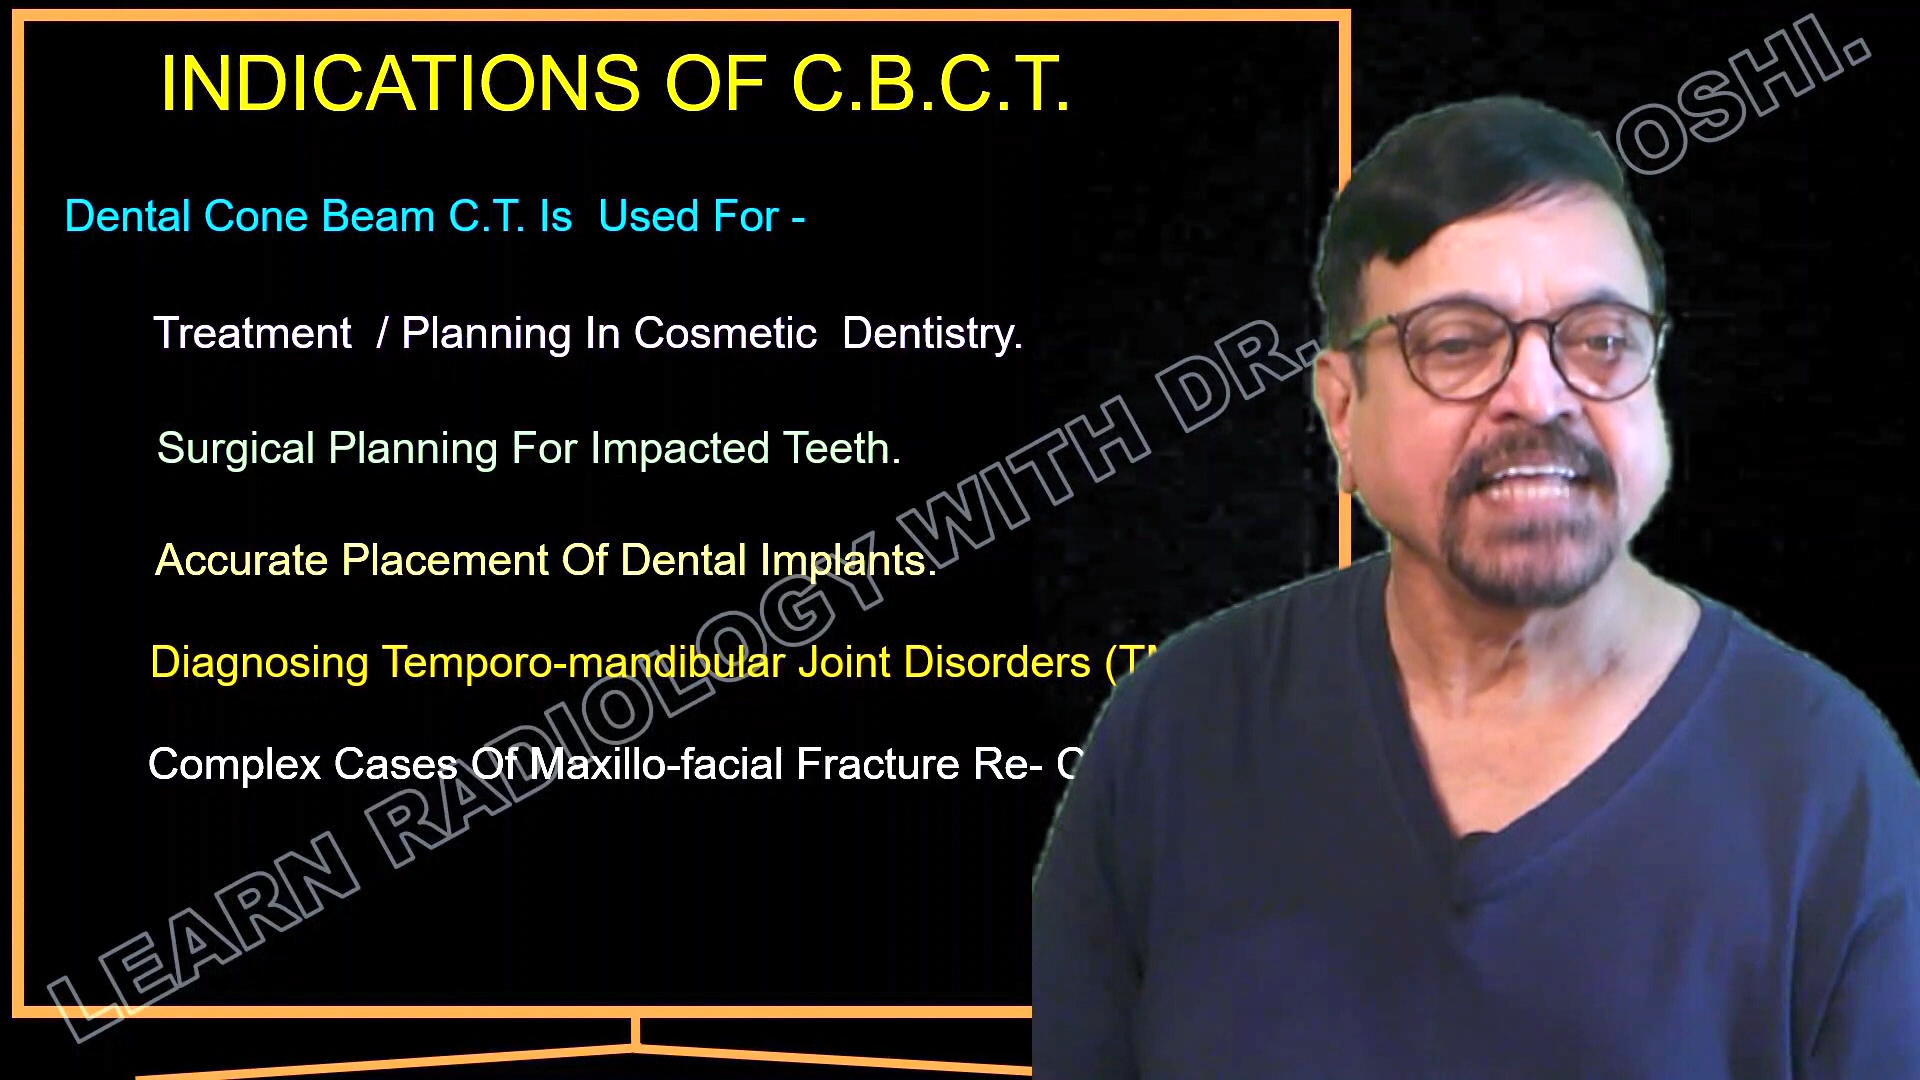 INDICATIONS OF C.B.C.T.
Dental Cone Beam C.T. Is Used For -
Treatment / Planning In Cosmetic Dentistry.
Surgical Planning For Impacted Teeth.
Accurate Placement Of Dental Implants.
Diagnosing Temporo-mandibular Joint Disorders
Complex Cases Of Maxillo-facial Fracture Re-
LEARN RADIOLOGY WITH DR. OSHI.